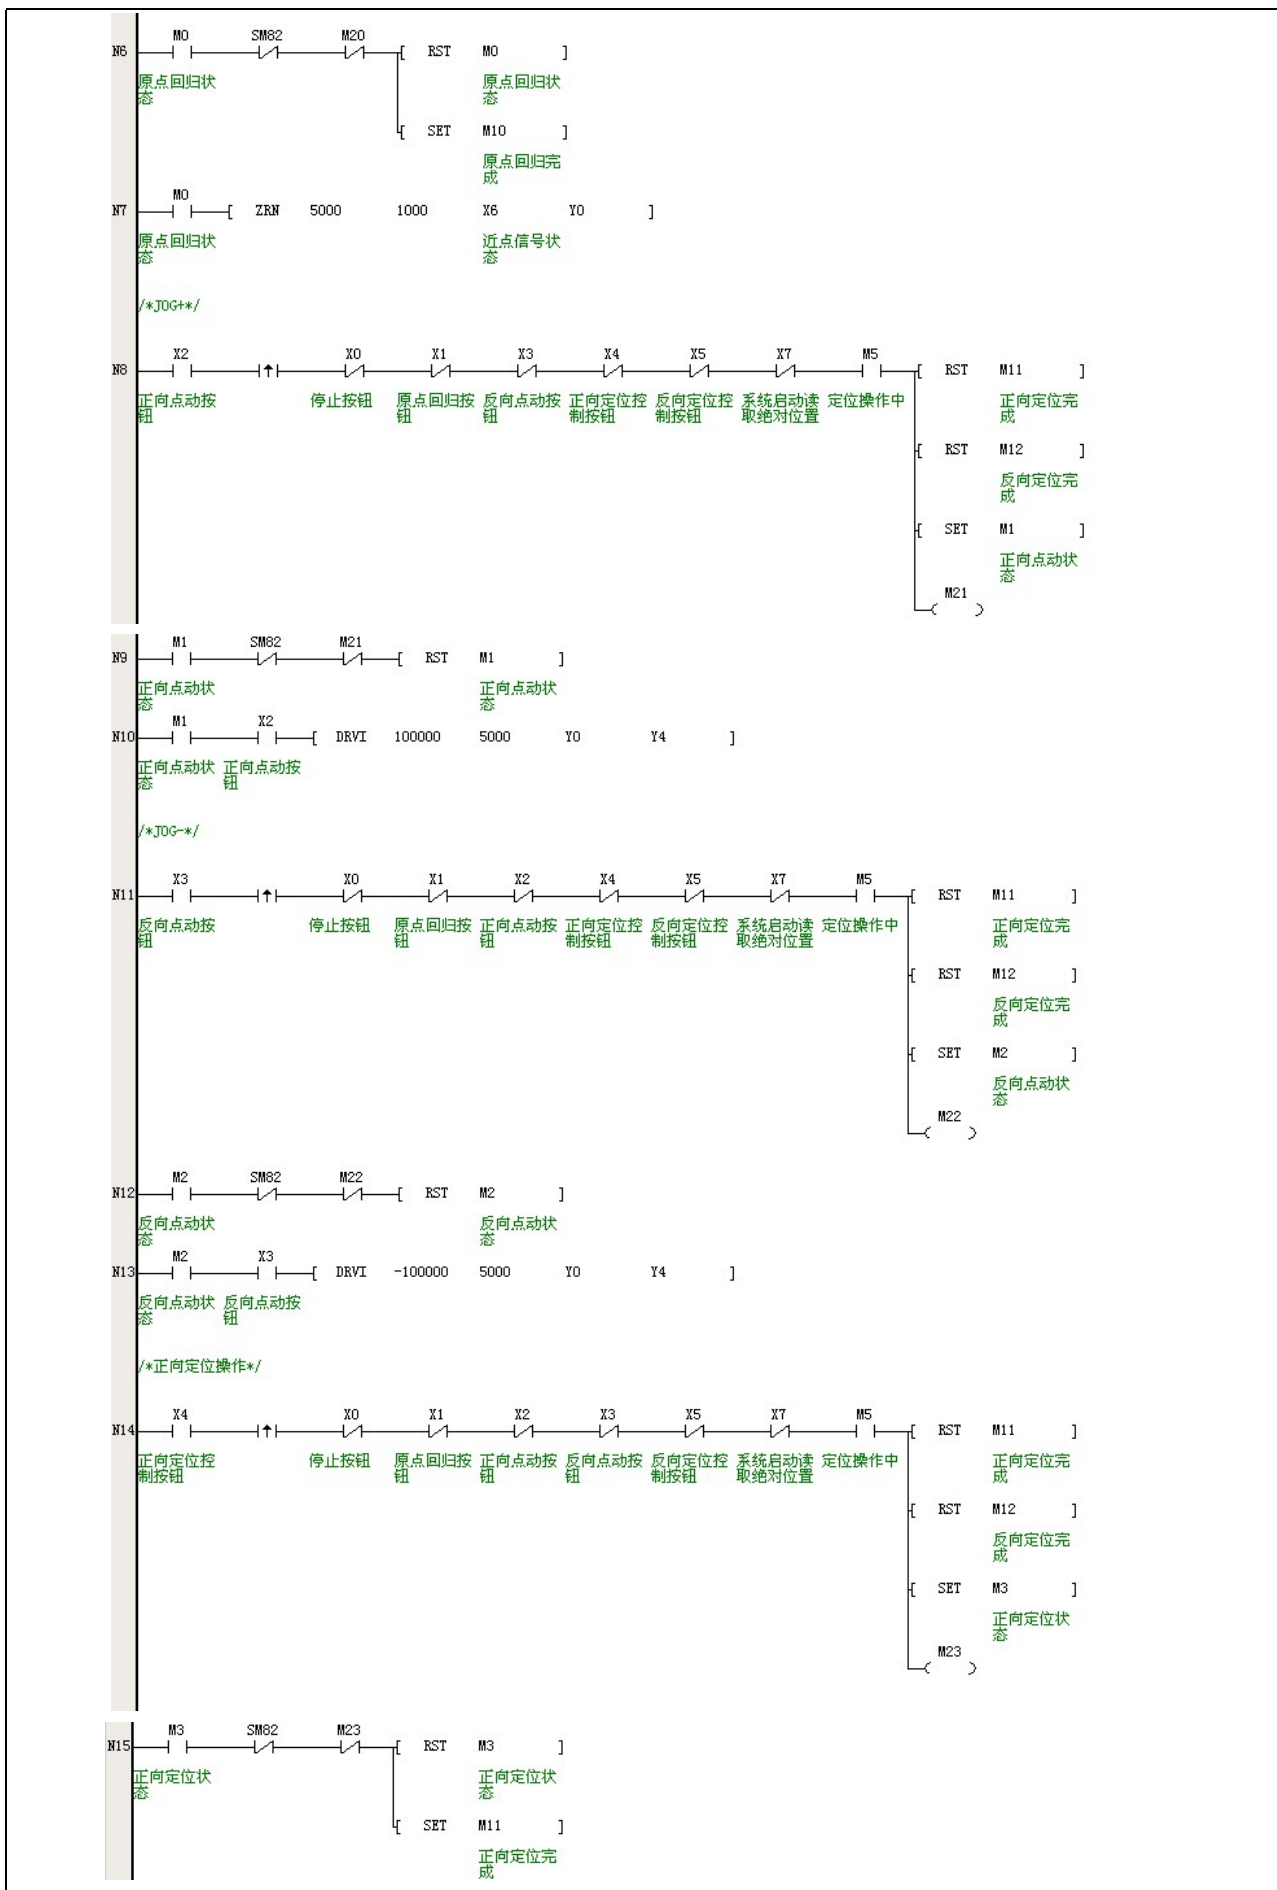 M0 SM82 M20
N6 [ RST M0 ]
原点回归状 原点回归状
态 态
[ SET M10 ]
原点回归完
成
M0
N7 [ ZRN 5000 1000 X6 Y0 ]
原点回归状 近点信号状
态 态
/*JOG+*/
X2 X0 X1 X3 X4 X5 X7 M5
N8 [ RST M11 ]
正向点动按 停止按钮 原点回归按 反向点动按 正向定位控 反向定位控 系统启动读 定位操作中 正向定位完
钮 钮 钮 制按钮 制按钮 取绝对位置 成
[ RST M12 ]
反向定位完
成
[ SET M1 ]
正向点动状
态
M21
( )
M1 SM82 M21
N9 [ RST M1 ]
正向点动状 正向点动状
态 态
M1 X2
N10 [ DRVI 100000 5000 Y0 Y4 ]
正向点动状 正向点动按
态 钮
/*JOG-*/
X3 X0 X1 X2 X4 X5 X7 M5
N11 [ RST M11 ]
反向点动按 停止按钮 原点回归按 正向点动按 正向定位控 反向定位控 系统启动读 定位操作中 正向定位完
钮 钮 钮 制按钮 制按钮 取绝对位置 成
[ RST M12 ]
反向定位完
成
[ SET M2 ]
反向点动状
态
M22
( )
M2 SM82 M22
N12 [ RST M2 ]
反向点动状 反向点动状
态 态
M2 X3
N13 [ DRVI -100000 5000 Y0 Y4 ]
反向点动状 反向点动按
态 钮
/*正向定位操作*/
X4 X0 X1 X2 X3 X5 X7 M5
N14 [ RST M11 ]
正向定位控 停止按钮 原点回归按 正向点动按 反向点动按 反向定位控 系统启动读 定位操作中 正向定位完
制按钮 钮 钮 钮 制按钮 取绝对位置 成
[ RST M12 ]
反向定位完
成
[ SET M3 ]
正向定位状
态
M23
( )
M3 SM82 M23
N15 [ RST M3 ]
正向定位状 正向定位状
态 态
[ SET M11 ]
正向定位完
成